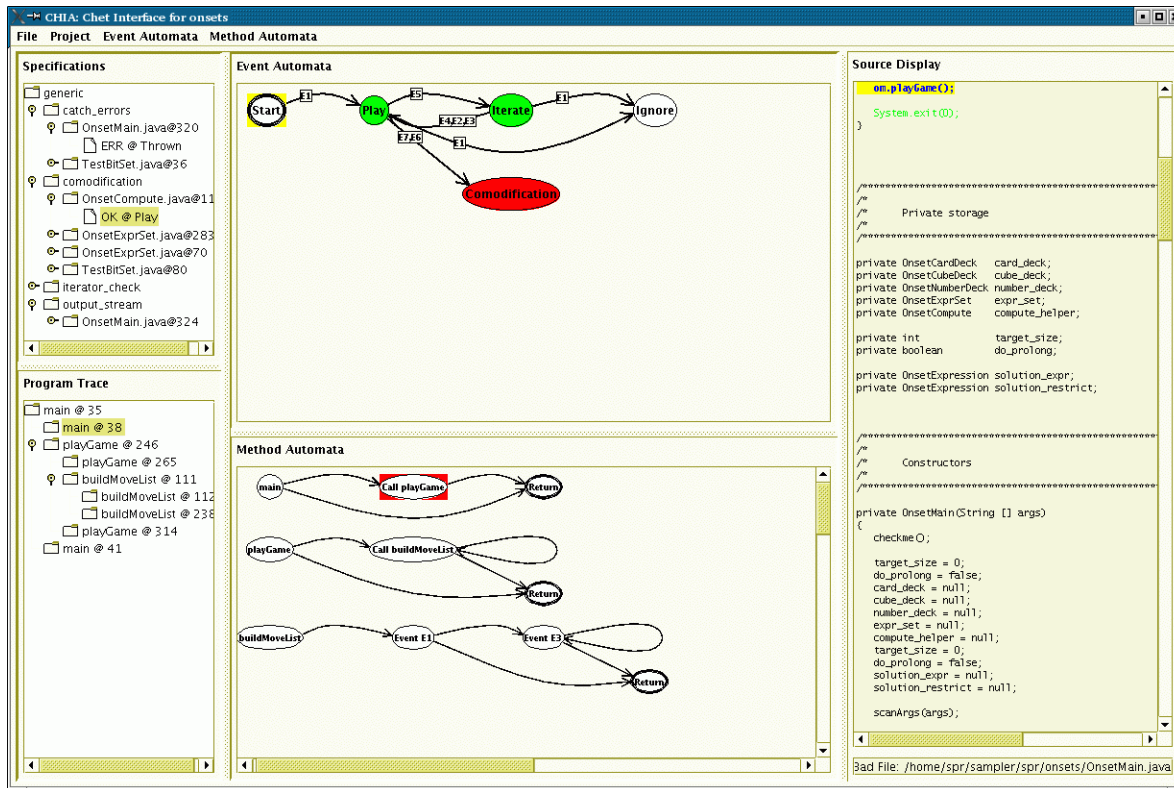 CHIA: Chet Interface for onsets
File Project Event Automata Method Automata
Specifications
generic
catch_errors
OnsetMain.java@320
ERR @ Thrown
TestBitSet.java@36
comodification
OnsetCompute.java@11
OK @ Play
OnsetExprSet.java@283
OnsetExprSet.java@70
TestBitSet.java@80
iterator_check
output_stream
OnsetMain.java@324
Program Trace
main @ 35
main @ 38
playGame @ 246
playGame @ 265
buildMoveList @ 111
buildMoveList @ 112
buildMoveList @ 238
playGame @ 314
main @ 41
Event Automata
Start
E1
Play
E5
Iterate
E1
Ignore
E4,E2,E3
E7,E6
E1
Comodification
Method Automata
main
Call playGame
Return
playGame
Call buildMoveList
Return
buildMoveList
Event E1
Event E3
Return
Source Display
om.playGame();
System.exit(0);
}
/****************************************************
/*
/* Private storage
/*
/****************************************************
private OnsetCardDeck card_deck;
private OnsetCubeDeck cube_deck;
private OnsetNumberDeck number_deck;
private OnsetExprSet expr_set;
private OnsetCompute compute_helper;
private int target_size;
private boolean do_prolong;
private OnsetExpression solution_expr;
private OnsetExpression solution_restrict;
/****************************************************
/*
/* Constructors
/*
/****************************************************
private OnsetMain(String [] args)
{
checkme();
target_size = 0;
do_prolong = false;
card_deck = null;
cube_deck = null;
number_deck = null;
expr_set = null;
compute_helper = null;
target_size = 0;
do_prolong = false;
solution_expr = null;
solution_restrict = null;
scanArgs(args);
Bad File: /home/spr/sampler/spr/onsets/OnsetMain.java